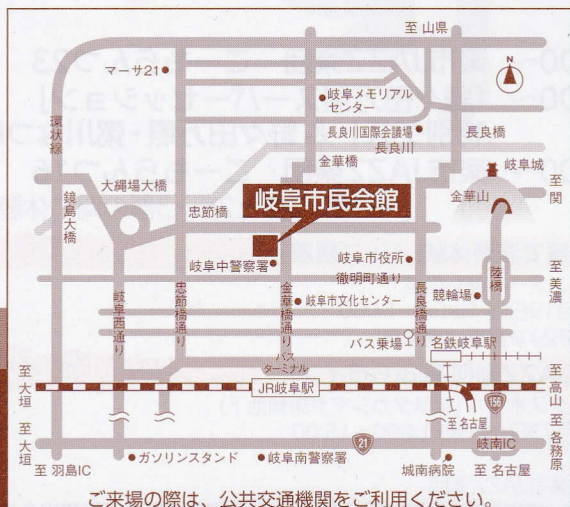 至 山県
マーサ21
N
岐阜メモリアル
センター
長良川国際会議場
長良川
長良橋
環状線
金華橋
岐阜城
大縄場大橋
忠節橋
金華山
至 関
鏡島大橋
岐阜市民会館
岐阜中警察署
岐阜市役所
徹明町通り
陸橋
至 美濃
岐阜西通り
忠節橋通り
金華橋通り
岐阜市文化センター
長良橋通り
競輪場
バス乗場
名鉄岐阜駅
バス
ターミナル
至 大垣
JR岐阜駅
至 高山
156
至 名古屋
至 大垣
21
岐南IC
至 各務原
至 羽島IC
ガソリンスタンド
岐阜南警察署
城南病院
至 名古屋
ご来場の際は、公共交通機関をご利用ください。